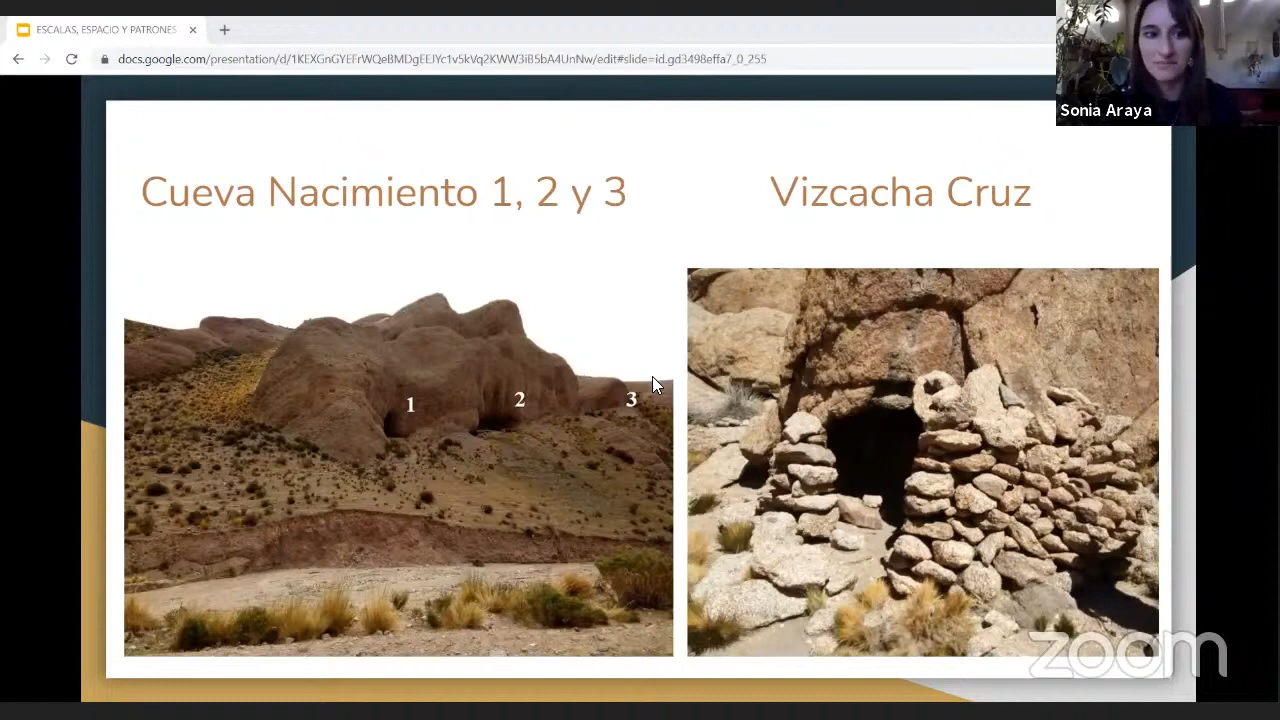 ESCALAS, ESPACIO Y PATRONES
docs.google.com/presentation/d/1KEXGnGYEFrWQeBMDgEEJYc1v5kVq2KWW3iB5bA4UnNw/edit#slide=id.gd3498effa7_0_255
Sonia Araya
Cueva Nacimiento 1, 2 y 3
Vizcacha Cruz
1
2
3
zoom